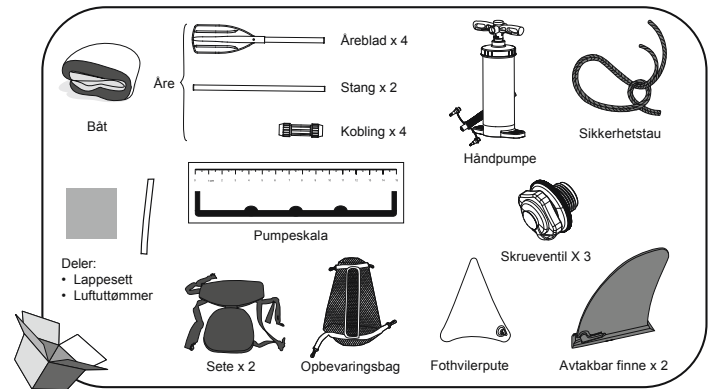 Åreblad x 4
Åre
Stang x 2
Kobling x 4
Båt
Håndpumpe
Sikkerhetstau
Pumpeskala
Skrueventil X 3
Deler:
• Lappesett
• Luftuttømmer
Sete x 2
Opbevaringsbag
Fothvilerpute
Avtakbar finne x 2